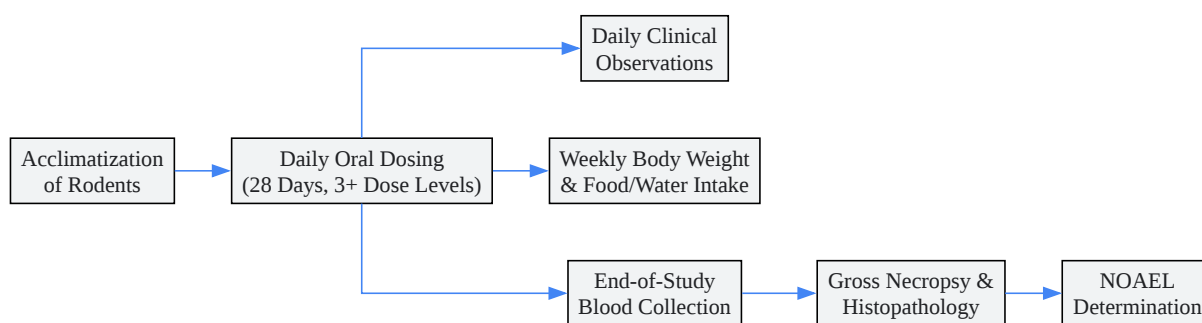 Daily Clinical
Observations
Acclimatization
of Rodents
Daily Oral Dosing
(28 Days, 3+ Dose Levels)
Weekly Body Weight
& Food/Water Intake
End-of-Study
Blood Collection
Gross Necropsy &
Histopathology
NOAEL
Determination